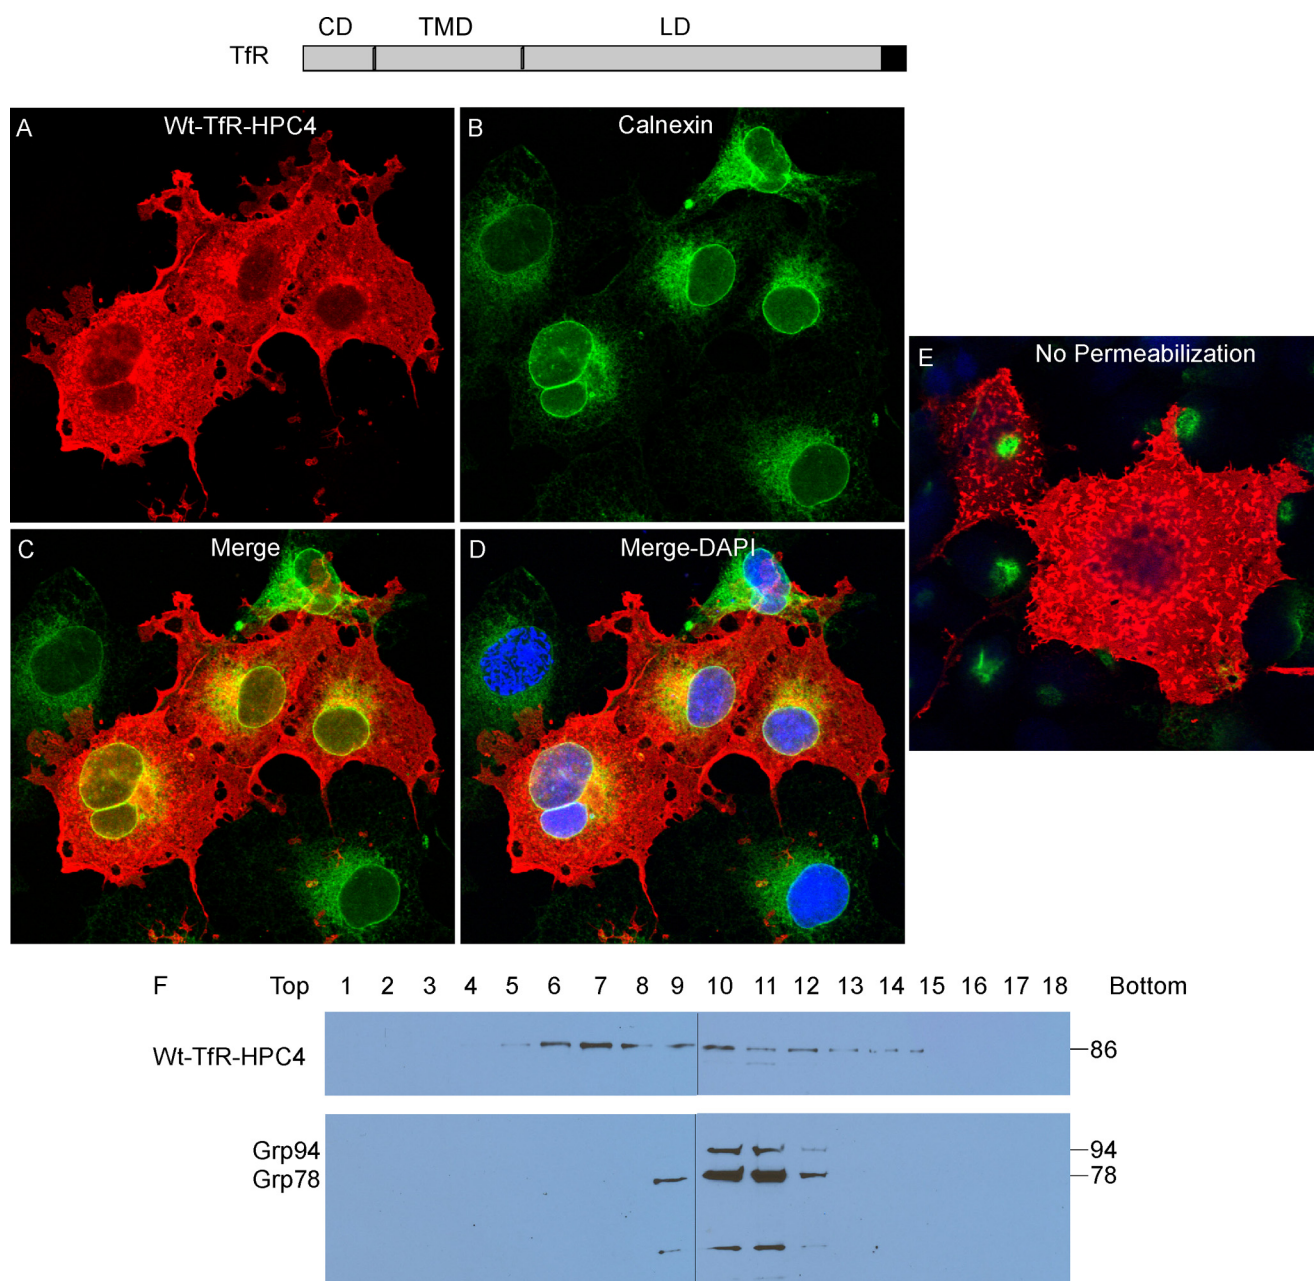 CD TMD LD
TfR
A Wt-TfR-HPC4
B Calnexin
E No Permeabilization
C Merge
D Merge-DAPI
F Top 1 2 3 4 5 6 7 8 9 10 11 12 13 14 15 16 17 18 Bottom
Wt-TfR-HPC4 86
Grp94 94
Grp78 78